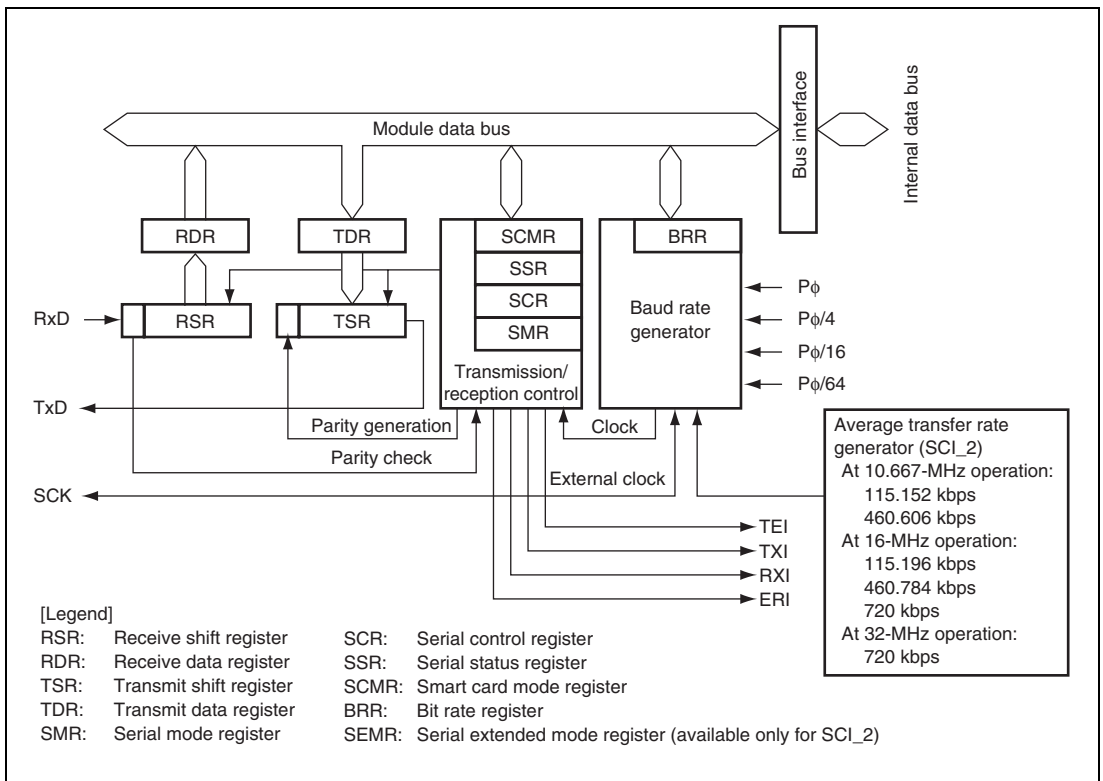 Module data bus
Bus interface
Internal data bus
RDR
TDR
SCMR
BRR
SSR
SCR
SMR
RxD
RSR
TSR
Baud rate
generator
Pϕ
Pϕ/4
Pϕ/16
Pϕ/64
Transmission/
reception control
TxD
Parity generation
Clock
Parity check
External clock
SCK
TEI
TXI
RXI
ERI
Average transfer rate
generator (SCI_2)
At 10.667-MHz operation:
115.152 kbps
460.606 kbps
At 16-MHz operation:
115.196 kbps
460.784 kbps
720 kbps
At 32-MHz operation:
720 kbps
[Legend]
RSR: Receive shift register
RDR: Receive data register
TSR: Transmit shift register
TDR: Transmit data register
SMR: Serial mode register
SCR: Serial control register
SSR: Serial status register
SCMR: Smart card mode register
BRR: Bit rate register
SEMR: Serial extended mode register (available only for SCI_2)